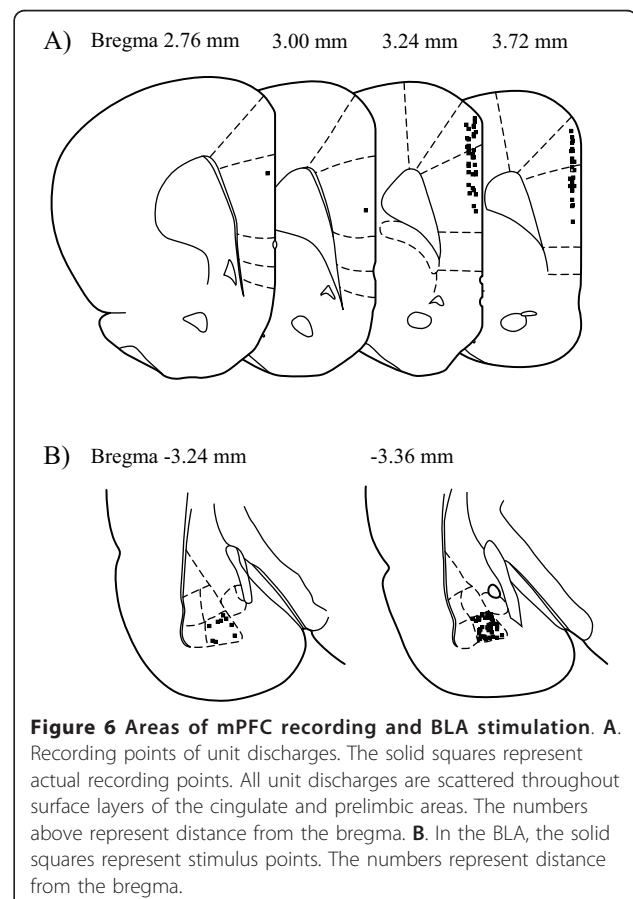 A) Bregma 2.76 mm 3.00 mm 3.24 mm 3.72 mm
B) Bregma -3.24 mm -3.36 mm
Figure 6 Areas of mPFC recording and BLA stimulation. A.
Recording points of unit discharges. The solid squares represent
actual recording points. All unit discharges are scattered throughout
surface layers of the cingulate and prelimbic areas. The numbers
above represent distance from the bregma. B. In the BLA, the solid
squares represent stimulus points. The numbers represent distance
from the bregma.